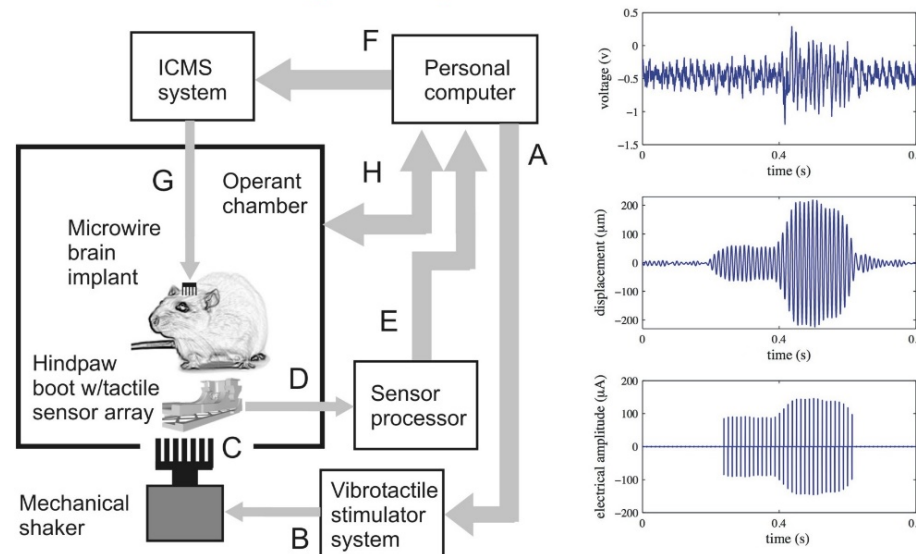 F
ICMS
system
Personal
computer
A
G
H
Operant
chamber
Microwire
brain
implant
E
Hindpaw
boot w/tactile
sensor array
D
Sensor
processor
C
Mechanical
shaker
B
Vibrotactile
stimulator
system
voltage (v)
0.5
0
−0.5
−1
−1.5
0
0.4
time (s)
displacement (μm)
200
100
0
−100
−200
0
0.4
time (s)
electrical amplitude (μA)
200
100
0
−100
−200
0
0.4
time (s)